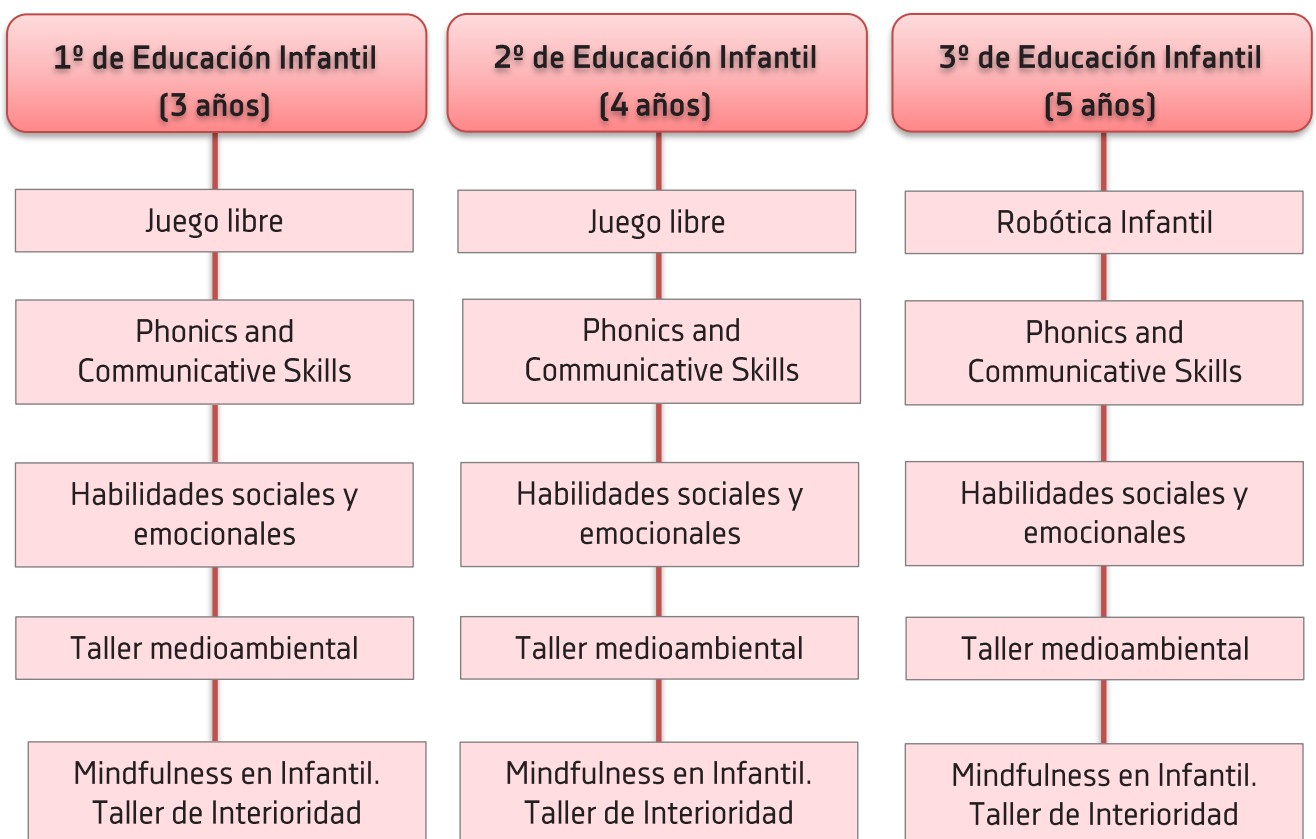 1º de Educación Infantil
(3 años)
Juego libre
Phonics and
Communicative Skills
Habilidades sociales y
emocionales
Taller medioambiental
Mindfulness en Infantil.
Taller de Interioridad
2º de Educación Infantil
(4 años)
Juego libre
Phonics and
Communicative Skills
Habilidades sociales y
emocionales
Taller medioambiental
Mindfulness en Infantil.
Taller de Interioridad
3º de Educación Infantil
(5 años)
Robótica Infantil
Phonics and
Communicative Skills
Habilidades sociales y
emocionales
Taller medioambiental
Mindfulness en Infantil.
Taller de Interioridad